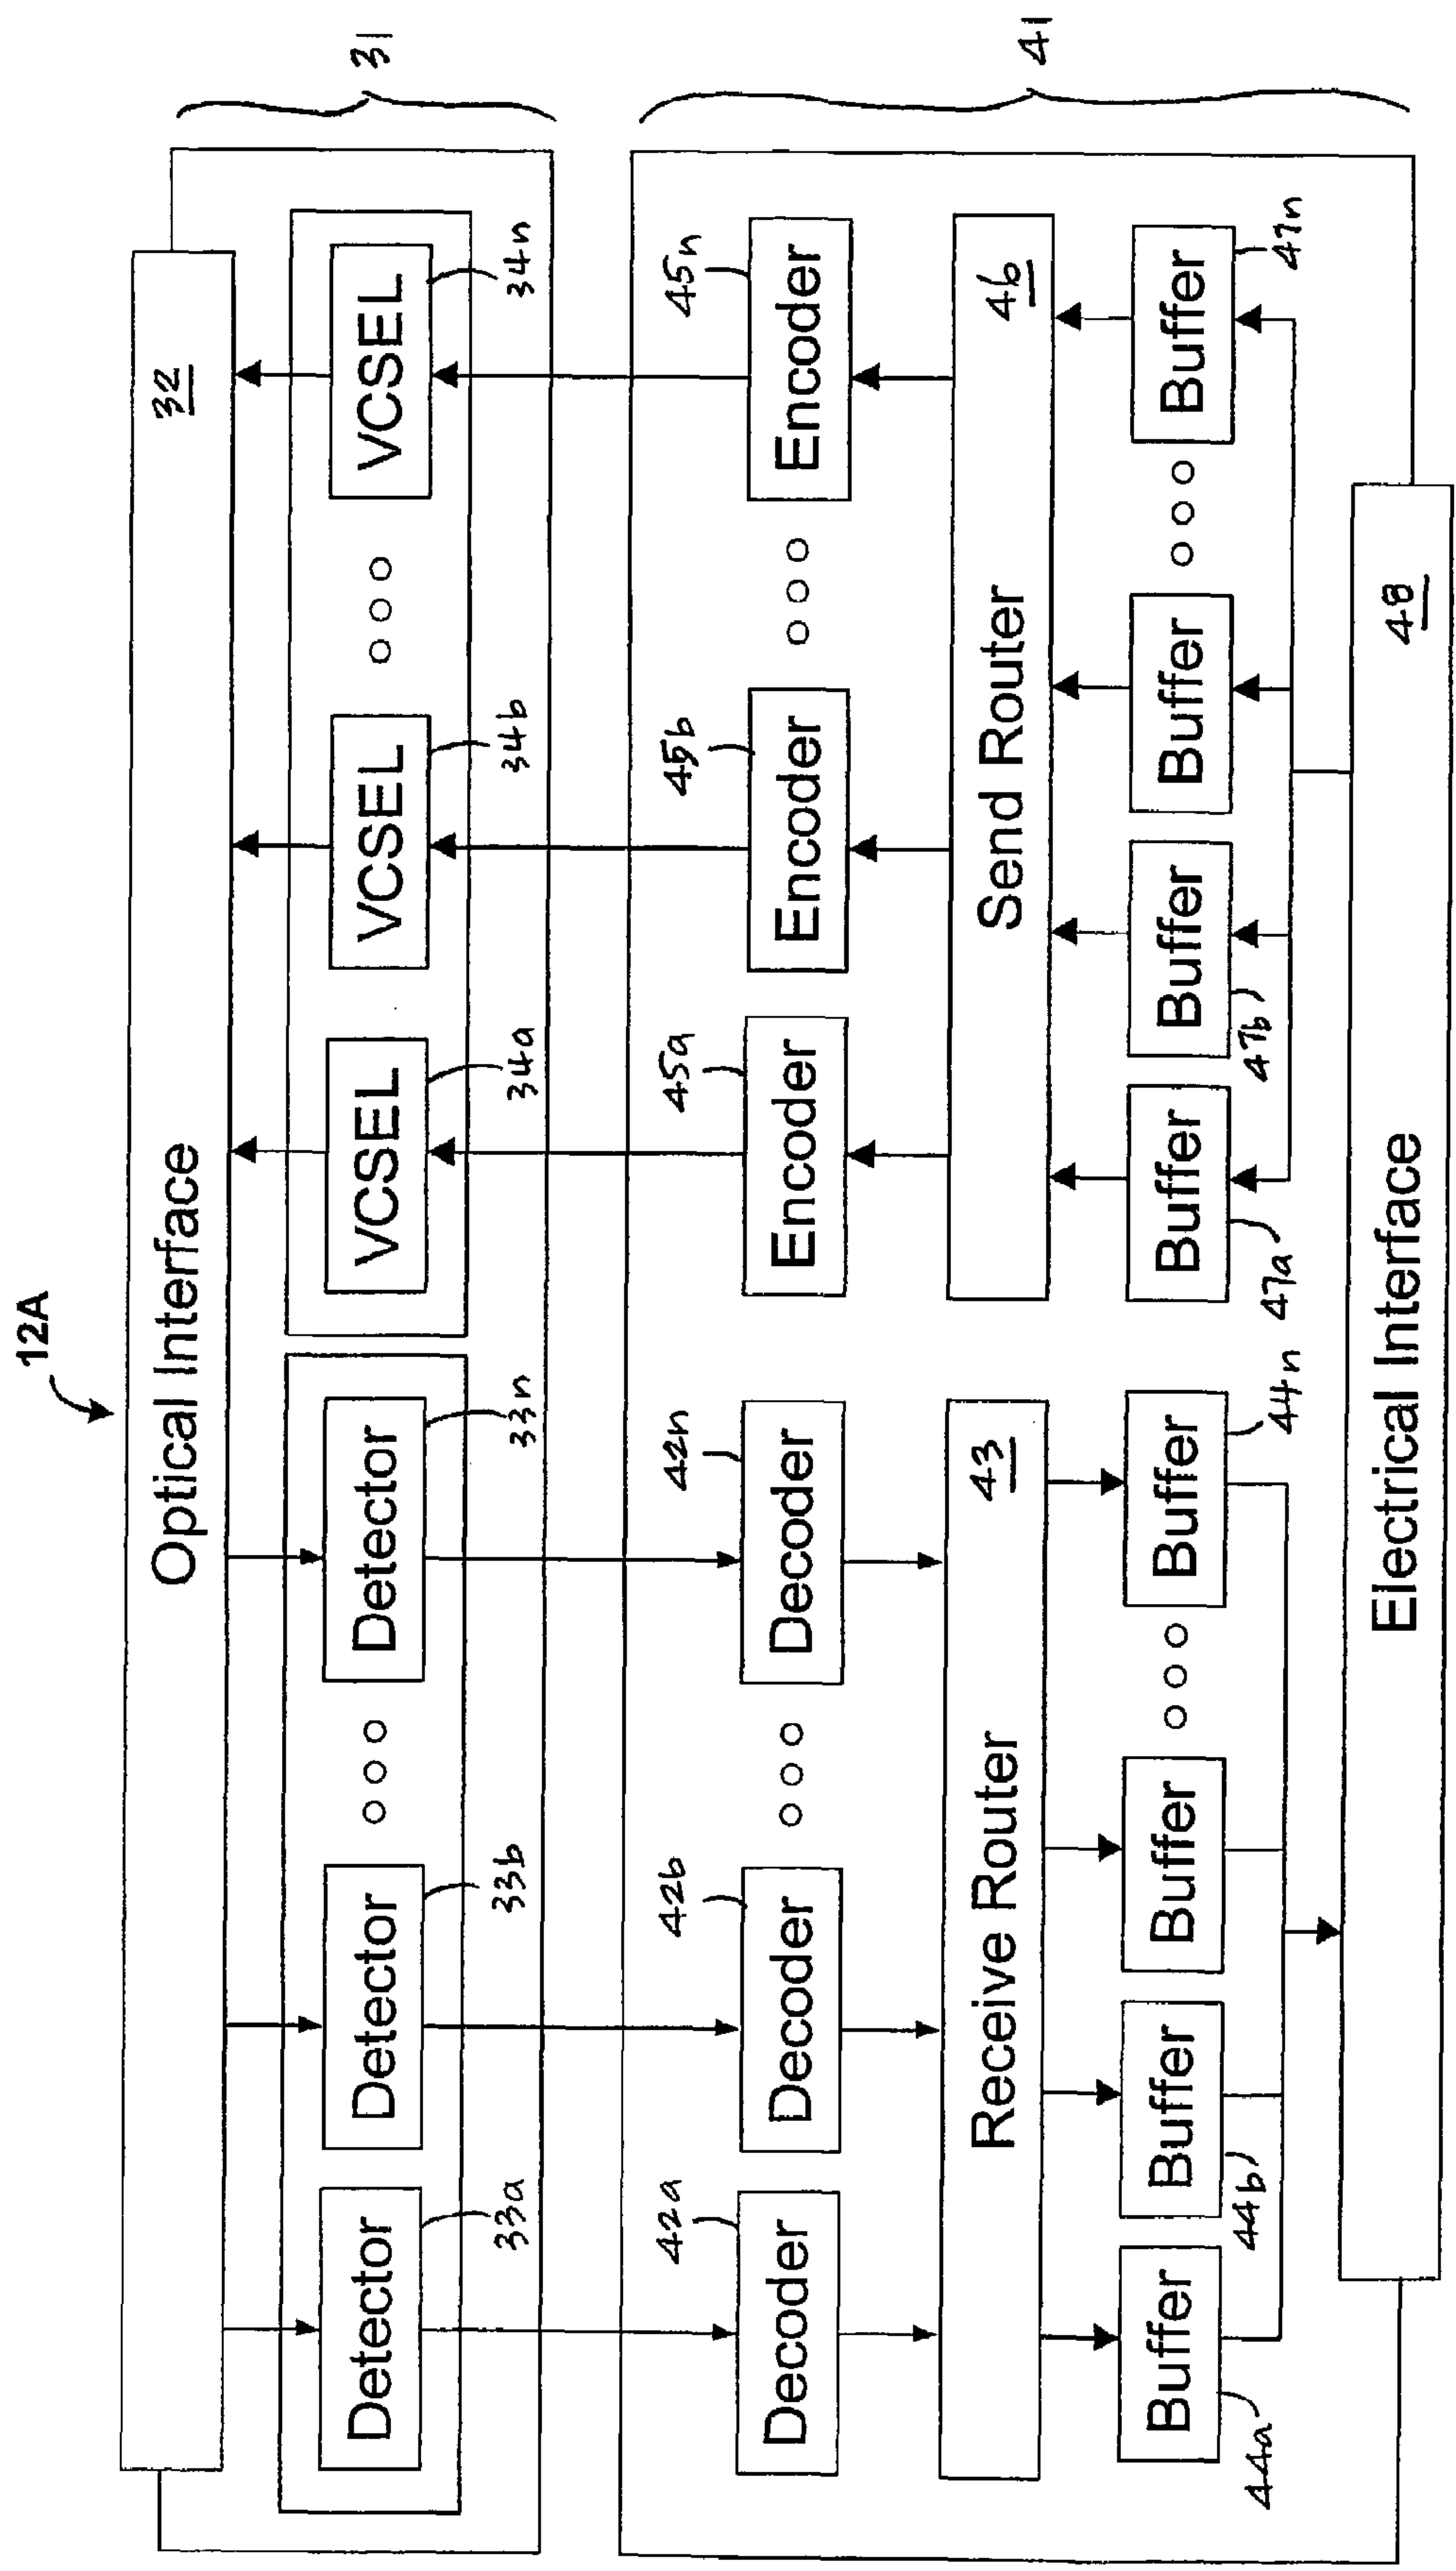 12A
Optical Interface 32
31
Detector Detector Detector VCSEL VCSEL VCSEL
33a 33b 33n 34a 34b 34n
41
42a 42b 42n 45a 45b 45n
Decoder Decoder Decoder Encoder Encoder Encoder
Receive Router 43 Send Router 46
Buffer Buffer Buffer Buffer Buffer Buffer Buffer Buffer
44a 44b 44n 47a 47b 47n
Electrical Interface 48